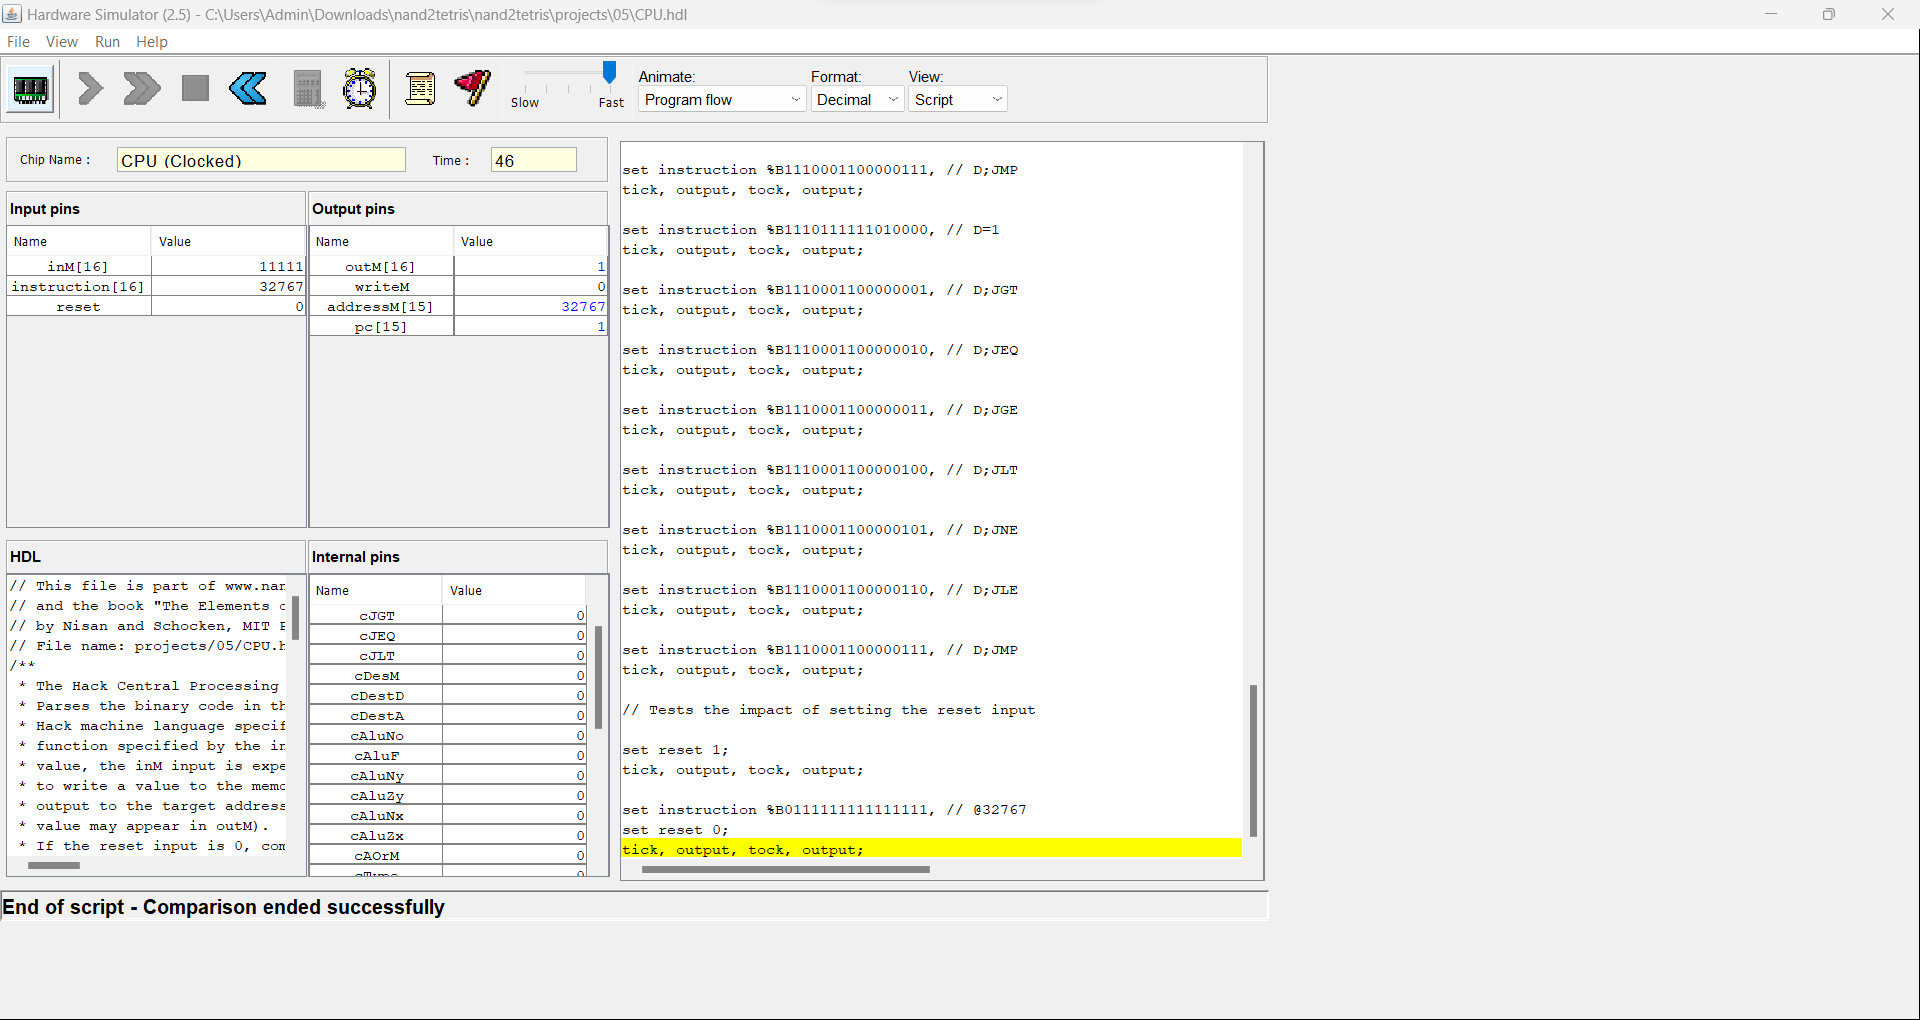 Hardware Simulator (2.5) - C:\Users\Admin\Downloads\nand2tetris\nand2tetris\projects\05\CPU.hdl
File View Run Help
Slow Fast
Animate:
Program flow
Format:
Decimal
View:
Script
Chip Name :
CPU (Clocked)
Time :
46
Input pins
Name Value
inM[16] 11111
instruction[16] 32767
reset 0
Output pins
Name Value
outM[16] 1
writeM 0
addressM[15] 32767
pc[15] 1
HDL
// This file is part of www.nan
// and the book "The Elements
// by Nisan and Schocken, MIT
// File name: projects/05/CPU.h
/**
* The Hack Central Processing
* Parses the binary code in th
* Hack machine language specif
* function specified by the in
* value, the inM input is expe
* to write a value to the memo
* output to the target address
* value may appear in outM).
* If the reset input is 0, com
Internal pins
Name Value
cJGT 0
cJEQ 0
cJLT 0
cDesM 0
cDestD 0
cDestA 0
cAluNo 0
cAluF 0
cAluNy 0
cAluZy 0
cAluNx 0
cAluZx 0
cAOrM 0
set instruction %B1110001100000111, // D;JMP
tick, output, tock, output;
set instruction %B1110111111010000, // D=1
tick, output, tock, output;
set instruction %B1110001100000001, // D;JGT
tick, output, tock, output;
set instruction %B1110001100000010, // D;JEQ
tick, output, tock, output;
set instruction %B1110001100000011, // D;JGE
tick, output, tock, output;
set instruction %B1110001100000100, // D;JLT
tick, output, tock, output;
set instruction %B1110001100000101, // D;JNE
tick, output, tock, output;
set instruction %B1110001100000110, // D;JLE
tick, output, tock, output;
set instruction %B1110001100000111, // D;JMP
tick, output, tock, output;
// Tests the impact of setting the reset input
set reset 1;
tick, output, tock, output;
set instruction %B0111111111111111, // @32767
set reset 0;
tick, output, tock, output;
End of script - Comparison ended successfully